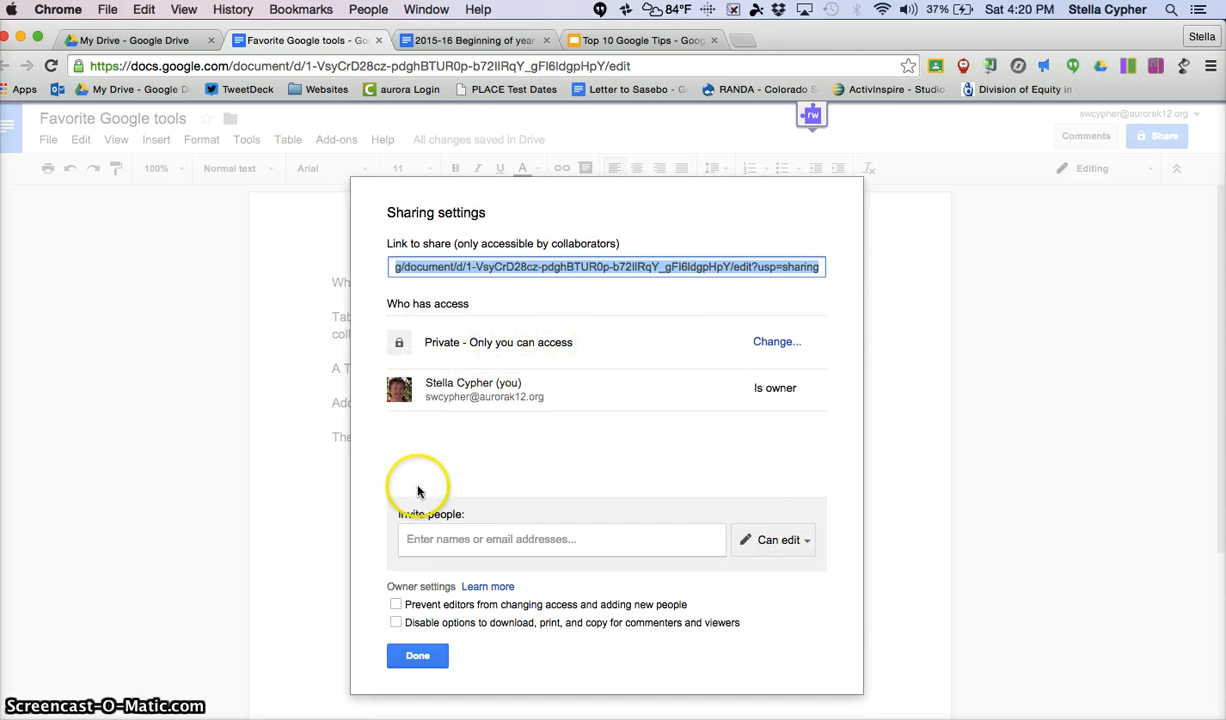 Chrome File Edit View History Bookmarks People Window Help 84°F 37% Sat 4:20 PM Stella Cypher
My Drive - Google Drive × Favorite Google tools - Go × 2015-16 Beginning of year × Top 10 Google Tips - Goog × Stella
https://docs.google.com/document/d/1-VsyCrD28cz-pdghBTUR0p-b72IlRqY_gFl6ldgpHpY/edit
Apps My Drive - Google D TweetDeck Websites aurora Login PLACE Test Dates Letter to Sasebo - G RANDA - Colorado S ActivInspire - Studio Division of Equity in
rw
Favorite Google tools swcypher@aurorak12.org
File Edit View Insert Format Tools Table Add-ons Help All changes saved in Drive Comments Share
100% Normal text Arial 11 B I U A Editing
Sharing settings
Link to share (only accessible by collaborators)
g/document/d/1-VsyCrD28cz-pdghBTUR0p-b72IlRqY_gFl6ldgpHpY/edit?usp=sharing
Wh
Who has access
Tab
coll
Private - Only you can access Change...
A T
Stella Cypher (you) Is owner
swcypher@aurorak12.org
Add
The
Invite people:
Enter names or email addresses... Can edit
Owner settings Learn more
Prevent editors from changing access and adding new people
Disable options to download, print, and copy for commenters and viewers
Done
Screencast-O-Matic.com